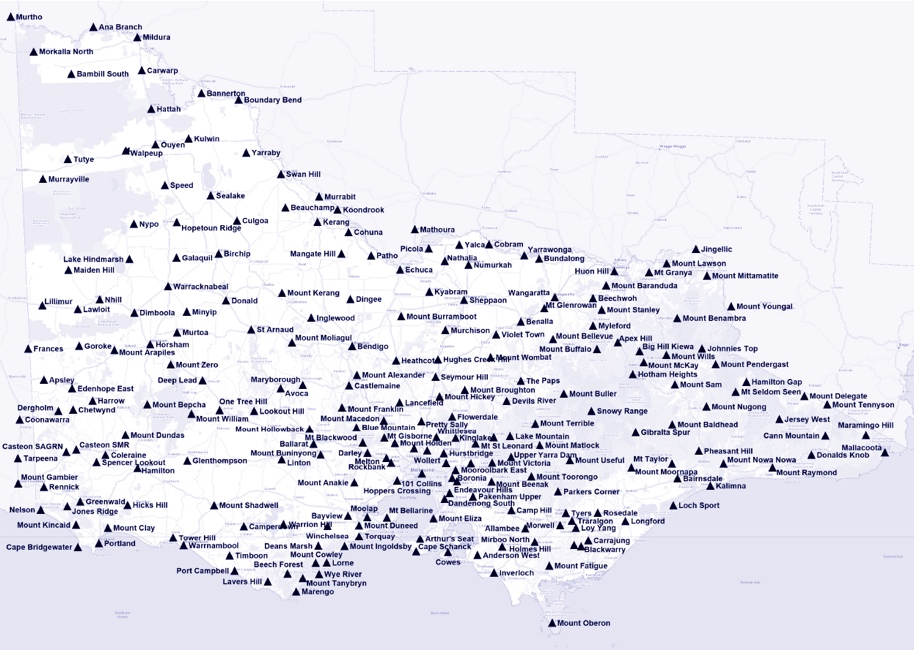 Murtho
Ana Branch
Mildura
Morkalla North
Bambill South
Carwarp
Bannerton
Boundary Bend
Hattah
Kulwin
Ouyen
Walpeup
Yarraby
Tutye
Swan Hill
Murrayville
Speed
Sealake
Murrabit
Beauchamp
Koondrook
Nypo
Hopetoun Ridge
Culgoa
Kerang
Cohuna
Mathoura
Picola
Yalca
Cobram
Yarrawonga
Jingellic
Lake Hindmarsh
Galaquil
Birchip
Mangate Hill
Patho
Nathalia
Bundalong
Maiden Hill
Echuca
Numurkah
Huon Hill
Mount Lawson
Mt Granya
Mount Mittamatite
Warracknabeal
Mount Kerang
Kyabram
Wangaratta
Mount Baranduda
Lillimur
Nhill
Donald
Dingee
Sheppaon
Beechwoh
Lawloit
Dimboola
Minyip
Mt Glenrowan
Mount Stanley
Mount Youngal
Inglewood
Mount Burramboot
Benalla
Myleford
Mount Benambra
Murtoa
St Arnaud
Murchison
Violet Town
Mount Bellevue
Apex Hill
Frances
Goroke
Horsham
Mount Arapiles
Mount Moliagul
Bendigo
Mount Buffalo
Big Hill Kiewa
Johnnies Top
Mount Zero
Heathcot
Hughes Creek Hill
Mount Wombat
Mount Wills
Mount McKay
Mount Pendergast
Apsley
Deep Lead
Maryborough
Mount Alexander
Seymour Hill
The Paps
Hotham Heights
Mount Sam
Hamilton Gap
Edenhope East
Avoca
Castlemaine
Mount Broughton
Mount Buller
Mt Seldom Seen
Mount Delegate
Harrow
Mount Bepcha
One Tree Hill
Lancefield
Mount Hickey
Devils River
Mount Tennyson
Dergholm
Chetwynd
Lookout Hill
Mount Franklin
Snowy Range
Mount Nugong
Coonawarra
Mount William
Mount Macedon
Flowerdale
Mount Terrible
Mount Baldhead
Jersey West
Maramingo Hill
Mount Hollowback
Blue Mountain
Pretty Sally
Whittlesea
Gibralta Spur
Cann Mountain
Mount Dundas
Mt Blackwood
Mt Gisborne
Kinglake
Lake Mountain
Casteon SAGRN
Casteon SMR
Ballarat
Mount Holden
Mt St Leonard
Mount Matlock
Mallacoota
Tarpeena
Coleraine
Mount Buninyong
Darley
Hurstbridge
Upper Yarra Dam
Pheasant Hill
Donalds Knob
Spencer Lookout
Glenthompson
Linton
Melton
Wollert
Mount Victoria
Mount Useful
Mt Taylor
Mount Nowa Nowa
Hamilton
Rockbank
Mooroolbark East
Mount Moornapa
Mount Raymond
Mount Gambier
Boronia
Mount Toorongo
Bairnsdale
Rennick
Mount Anakie
101 Collins
Mount Beenak
Kalimna
Hoppers Crossing
Endeavour Hills
Parkers Corner
Greenwald
Pakenham Upper
Nelson
Jones Ridge
Hicks Hill
Mount Shadwell
Moolap
Mt Bellarine
Dandenong South
Camp Hill
Tyers
Rosedale
Loch Sport
Bayview
Mount Eliza
Traralgon
Longford
Mount Kincaid
Mount Clay
Warrion Hill
Mount Duneed
Allambee
Morwell
Loy Yang
Tower Hill
Winchelsea
Torquay
Arthur's Seat
Mirboo North
Carrajung
Cape Bridgewater
Portland
Warrnambool
Deans Marsh
Mount Ingoldsby
Cape Schanck
Holmes Hill
Blackwarry
Timboon
Mount Cowley
Anderson West
Beech Forest
Lorne
Cowes
Mount Fatigue
Port Campbell
Wye River
Inverloch
Lavers Hill
Mount Tanybryn
Marengo
Mount Oberon